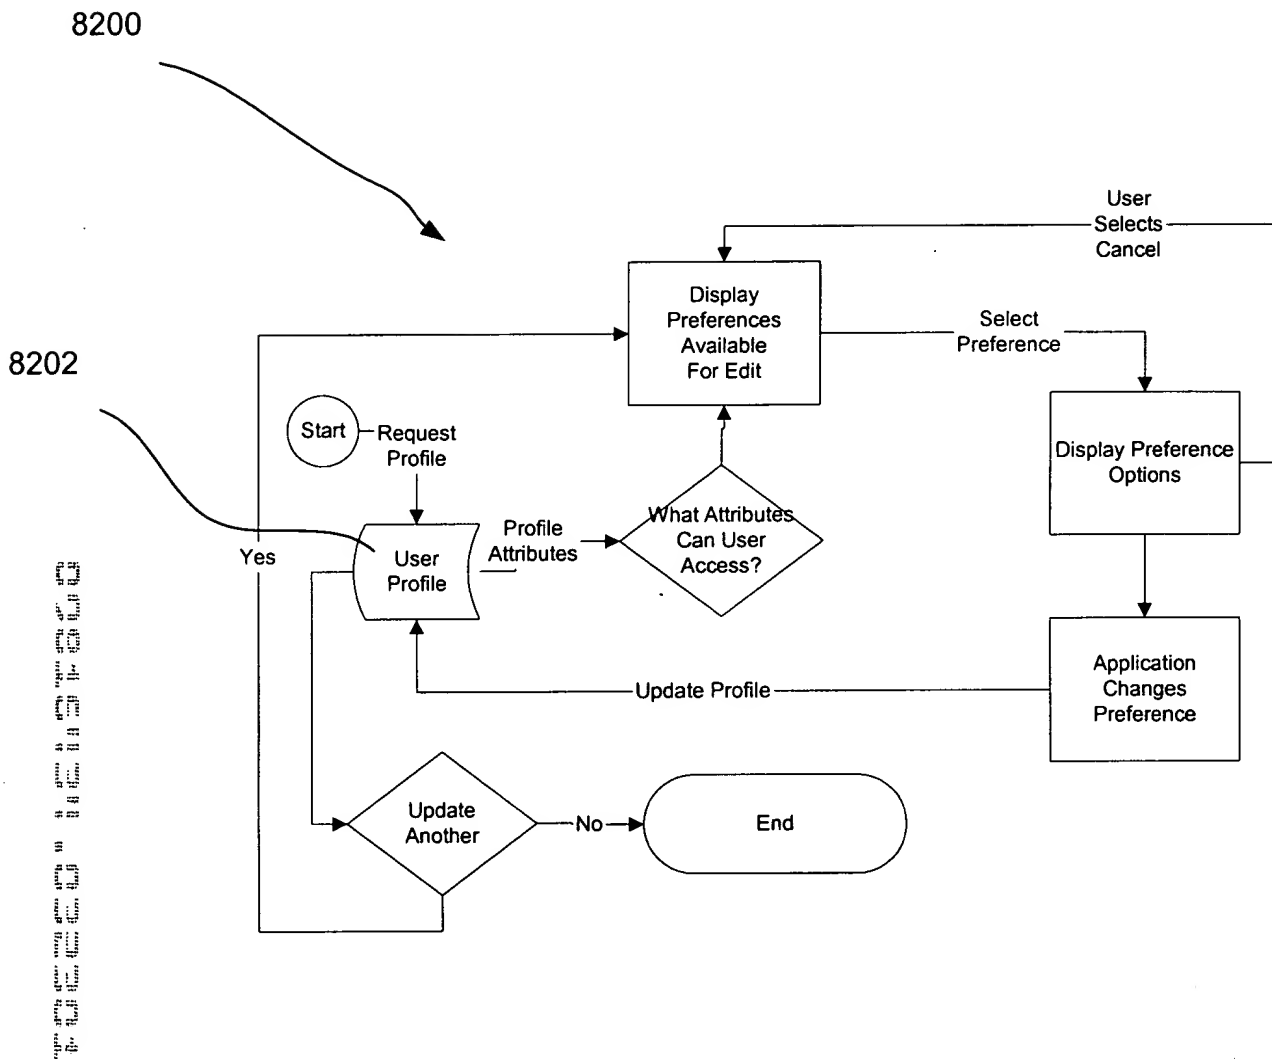 8200
User
Selects
Cancel
Display
Preferences
Available
For Edit
Select
Preference
8202
Start
Request
Profile
Display Preference
Options
What Attributes
Can User
Access?
Profile
Attributes
Yes
User
Profile
Application
Changes
Preference
Update Profile
Update
Another
No
End